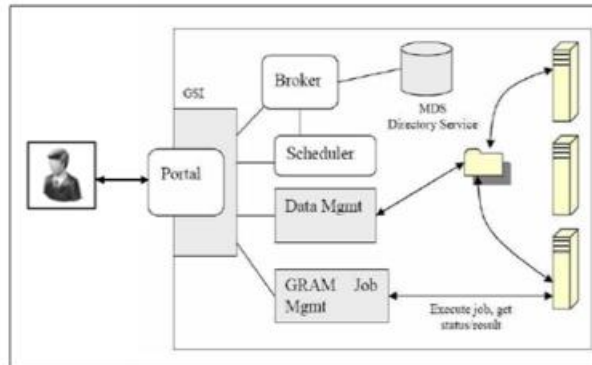 Broker
GSI
MDS
Directory Service
Portal
Scheduler
Data Mgmt
GRAM Job
Mgmt
Execute job, get
status/result